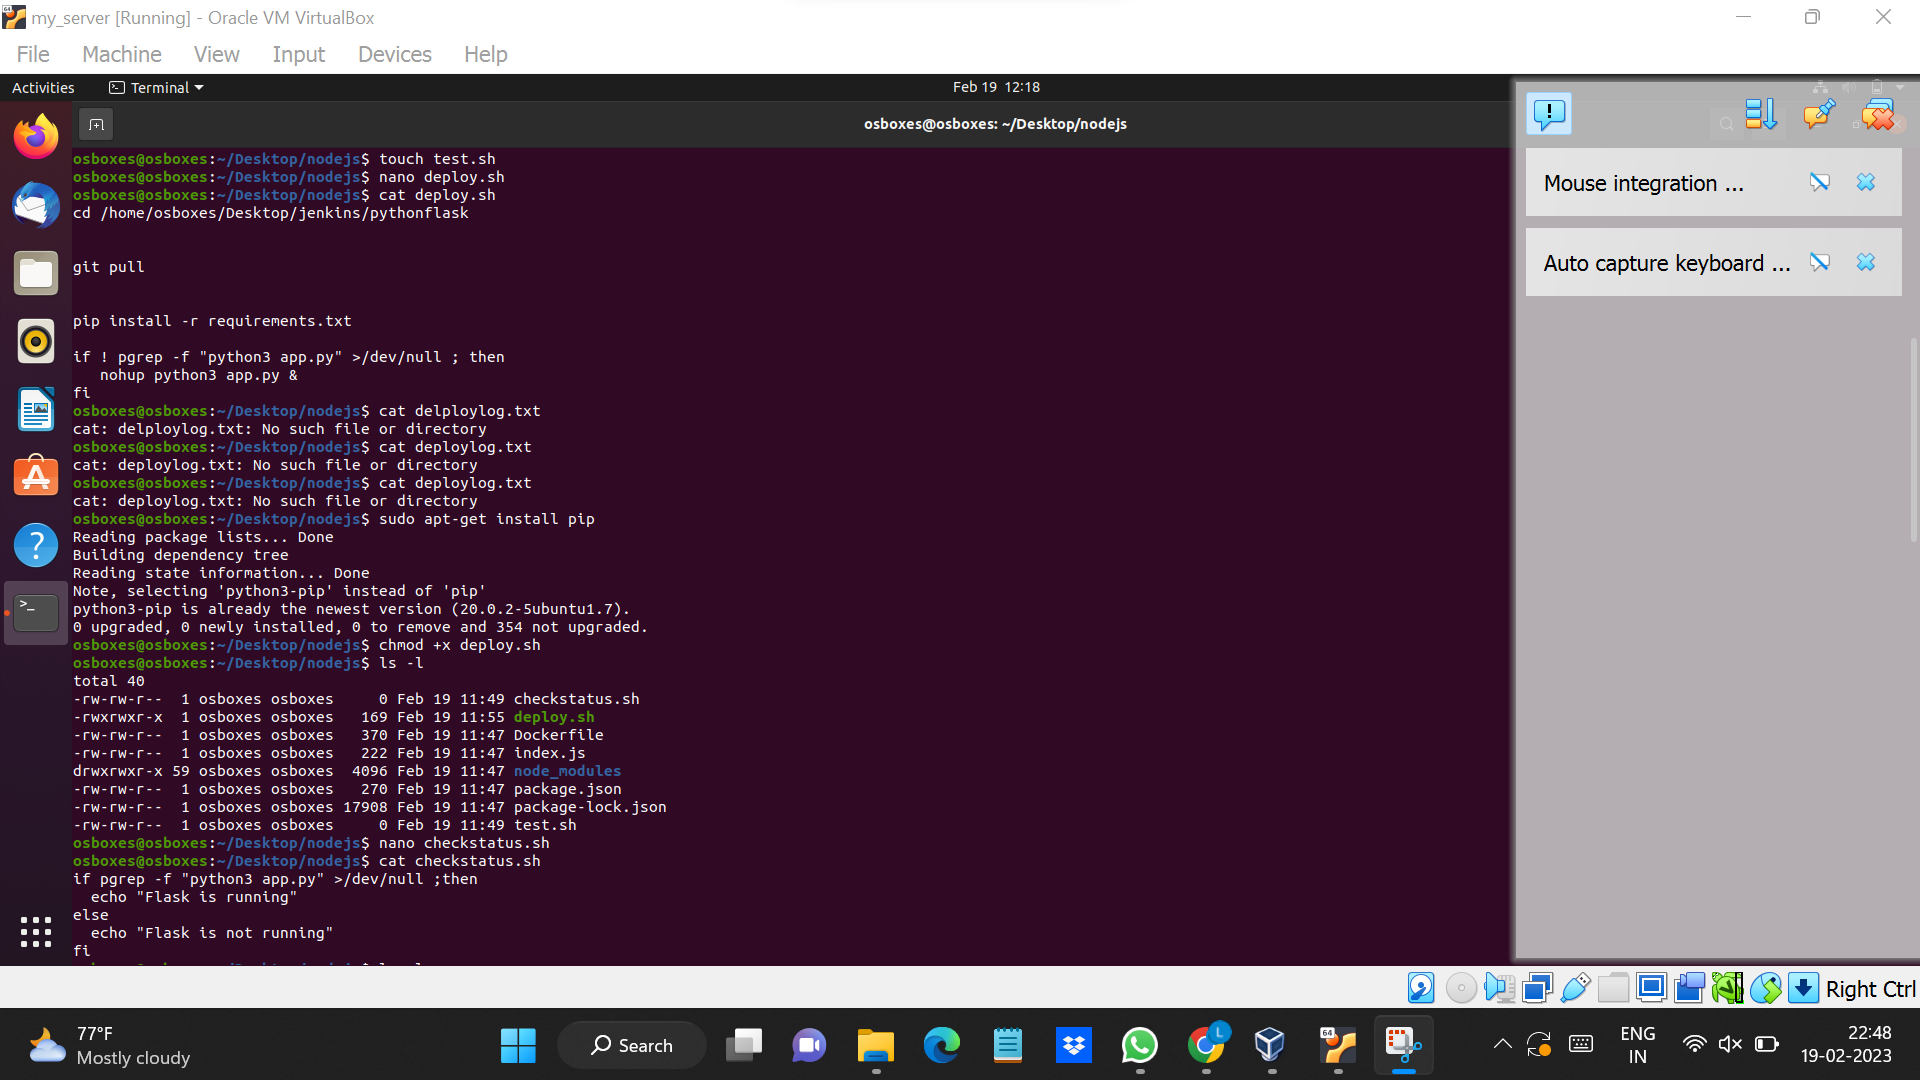 my_server [Running] - Oracle VM VirtualBox
File Machine View Input Devices Help
Activities Terminal Feb 19 12:18
osboxes@osboxes: ~/Desktop/nodejs
osboxes@osboxes:~/Desktop/nodejs$ touch test.sh
osboxes@osboxes:~/Desktop/nodejs$ nano deploy.sh
osboxes@osboxes:~/Desktop/nodejs$ cat deploy.sh
cd /home/osboxes/Desktop/jenkins/pythonflask
git pull
pip install -r requirements.txt
if ! pgrep -f "python3 app.py" >/dev/null ; then
   nohup python3 app.py &
fi
osboxes@osboxes:~/Desktop/nodejs$ cat delploylog.txt
cat: delploylog.txt: No such file or directory
osboxes@osboxes:~/Desktop/nodejs$ cat deploylog.txt
cat: deploylog.txt: No such file or directory
osboxes@osboxes:~/Desktop/nodejs$ cat deploylog.txt
cat: deploylog.txt: No such file or directory
osboxes@osboxes:~/Desktop/nodejs$ sudo apt-get install pip
Reading package lists... Done
Building dependency tree
Reading state information... Done
Note, selecting 'python3-pip' instead of 'pip'
python3-pip is already the newest version (20.0.2-5ubuntu1.7).
0 upgraded, 0 newly installed, 0 to remove and 354 not upgraded.
osboxes@osboxes:~/Desktop/nodejs$ chmod +x deploy.sh
osboxes@osboxes:~/Desktop/nodejs$ ls -l
total 40
-rw-rw-r--  1 osboxes osboxes     0 Feb 19 11:49 checkstatus.sh
-rwxrwxr-x  1 osboxes osboxes   169 Feb 19 11:55 deploy.sh
-rw-rw-r--  1 osboxes osboxes   370 Feb 19 11:47 Dockerfile
-rw-rw-r--  1 osboxes osboxes   222 Feb 19 11:47 index.js
drwxrwxr-x 59 osboxes osboxes  4096 Feb 19 11:47 node_modules
-rw-rw-r--  1 osboxes osboxes   270 Feb 19 11:47 package.json
-rw-rw-r--  1 osboxes osboxes 17908 Feb 19 11:47 package-lock.json
-rw-rw-r--  1 osboxes osboxes     0 Feb 19 11:49 test.sh
osboxes@osboxes:~/Desktop/nodejs$ nano checkstatus.sh
osboxes@osboxes:~/Desktop/nodejs$ cat checkstatus.sh
if pgrep -f "python3 app.py" >/dev/null ;then
  echo "Flask is running"
else
  echo "Flask is not running"
fi
Mouse integration ...
Auto capture keyboard ...
Right Ctrl
77°F
Mostly cloudy
Search
64
L
ENG
IN
22:48
19-02-2023